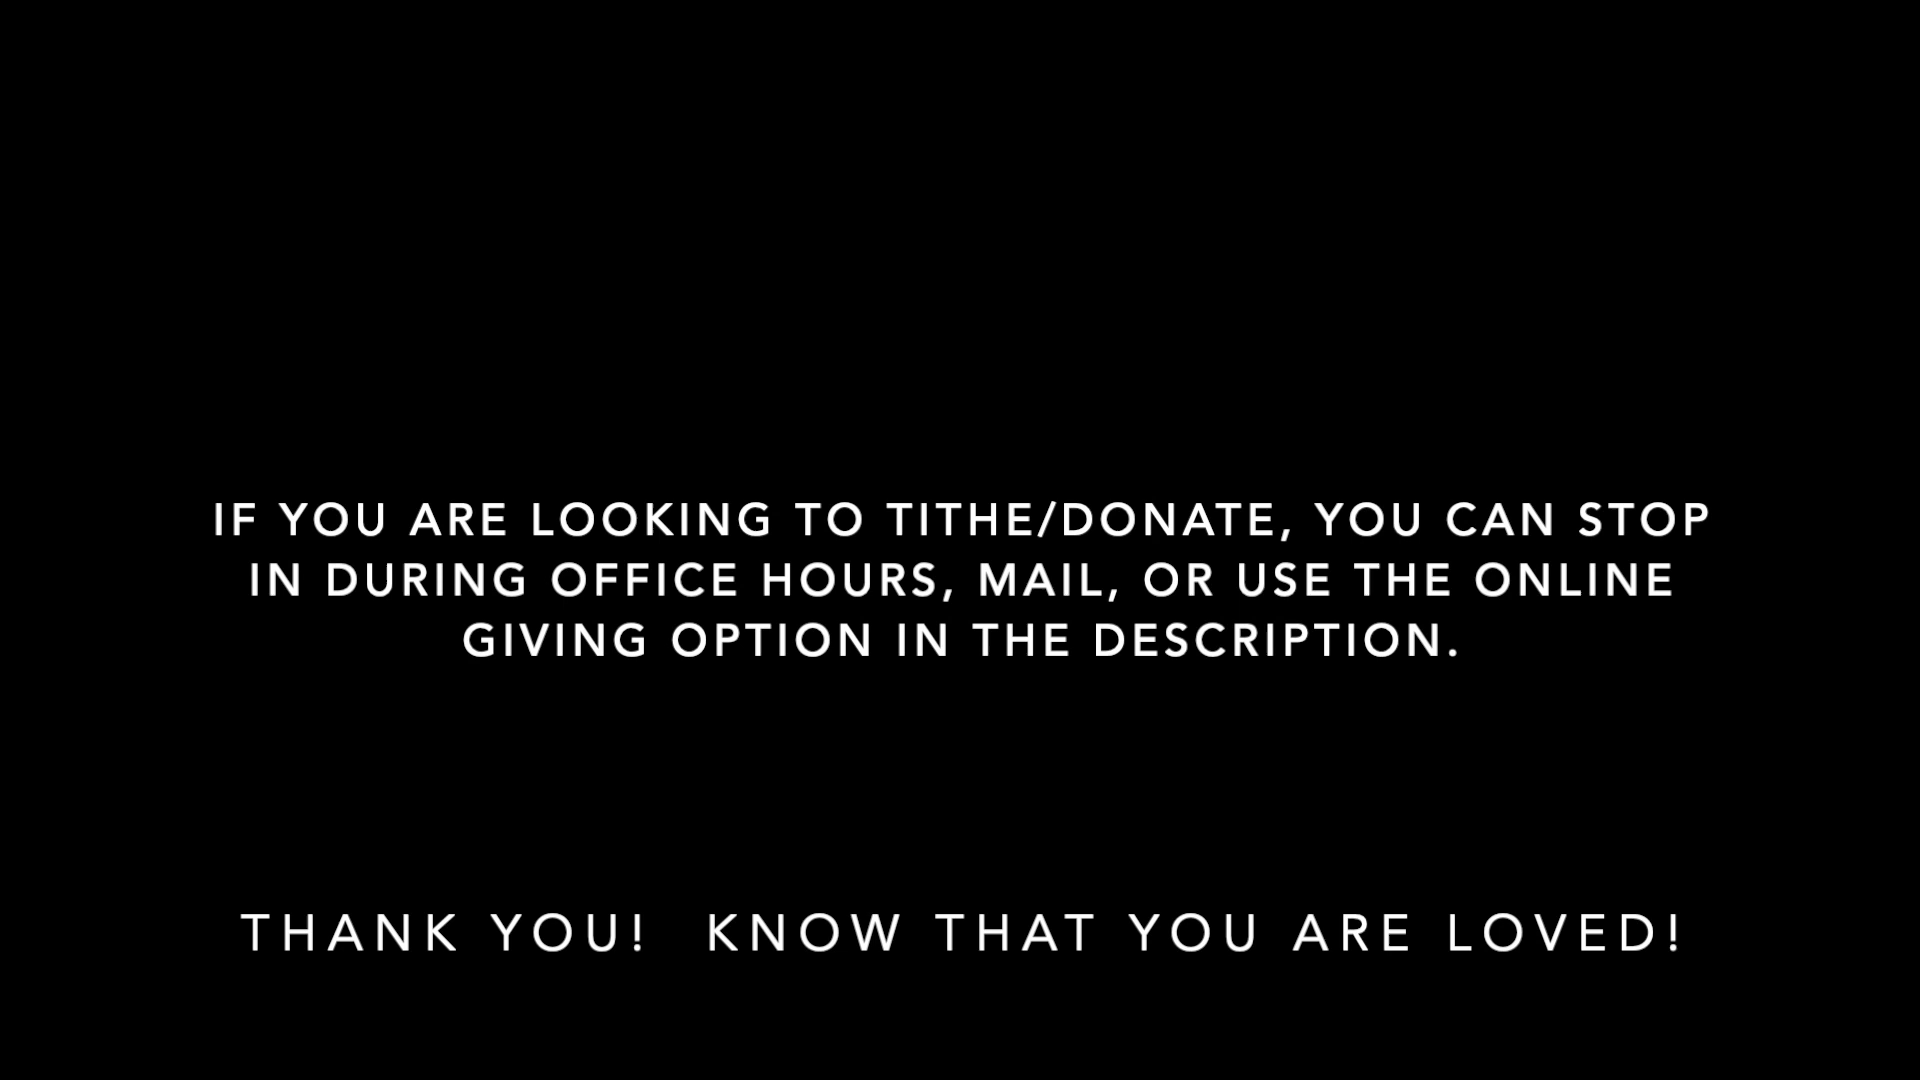 IF YOU ARE LOOKING TO TITHE/DONATE, YOU CAN STOP
IN DURING OFFICE HOURS, MAIL, OR USE THE ONLINE
GIVING OPTION IN THE DESCRIPTION.
THANK YOU!  KNOW THAT YOU ARE LOVED!